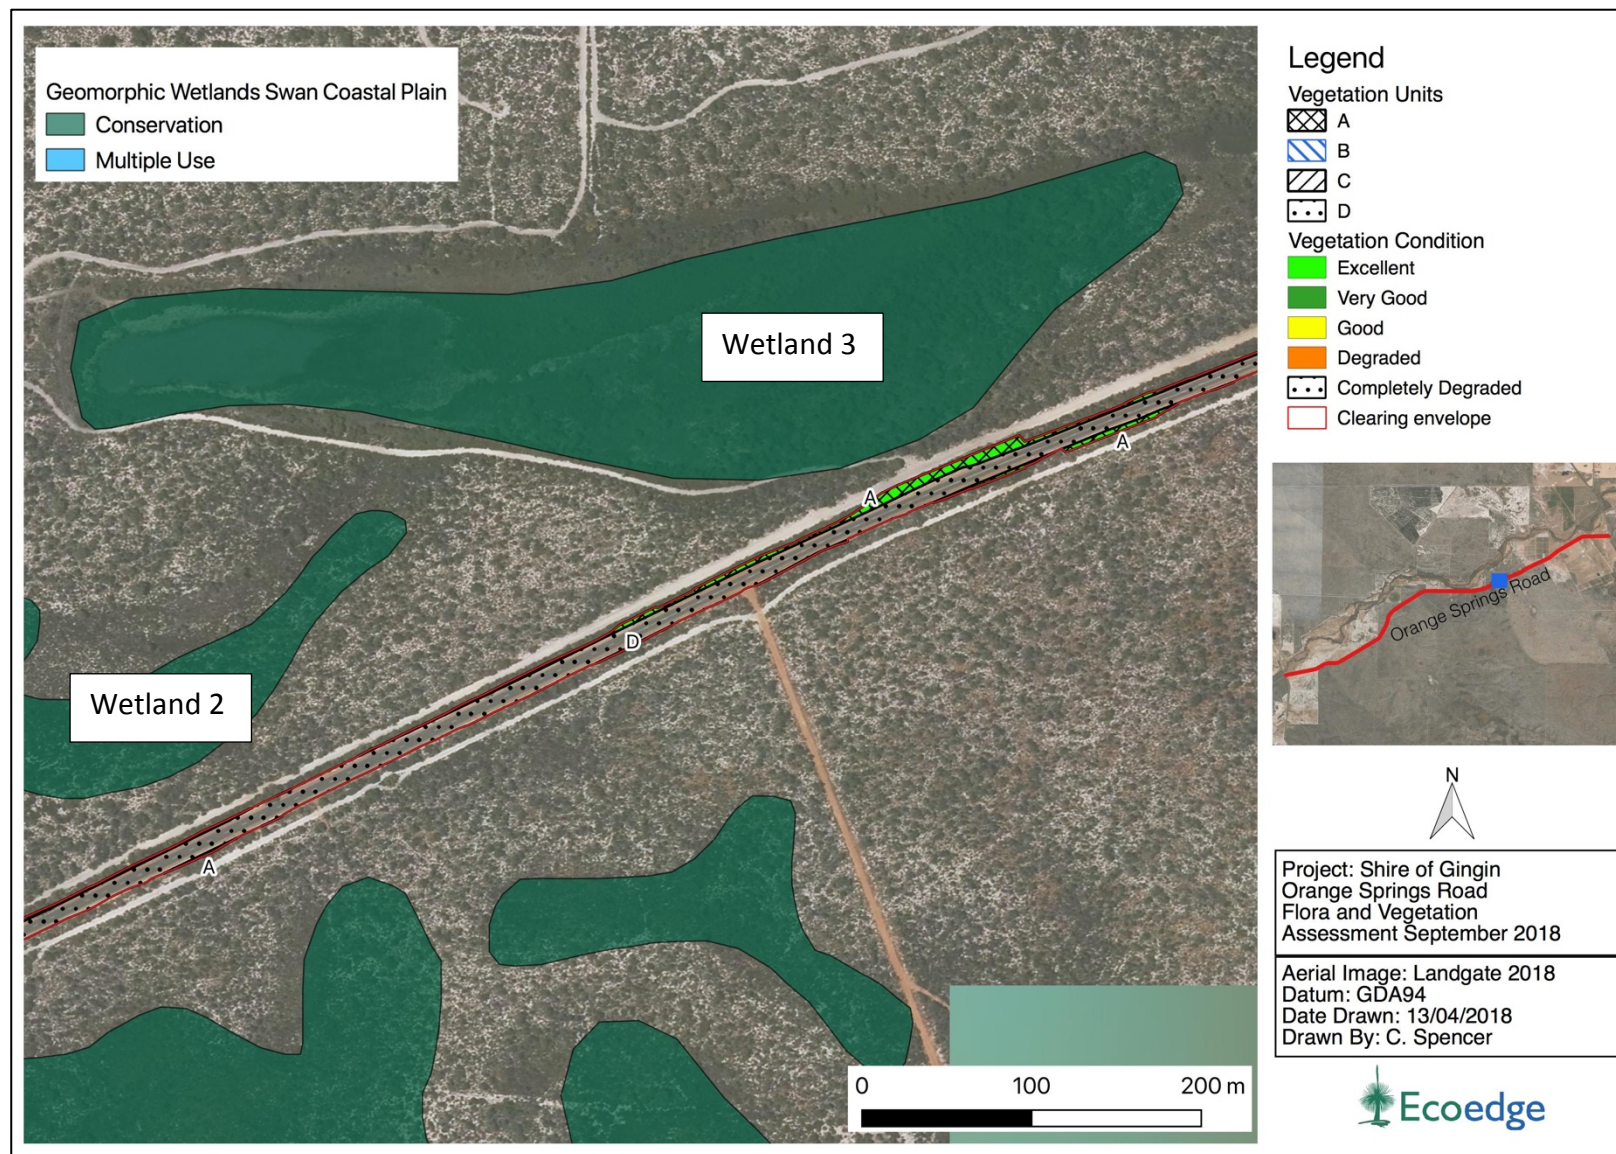 Geomorphic Wetlands Swan Coastal Plain
Conservation
Multiple Use
Wetland 3
A
A
D
Wetland 2
A
0 100 200 m
Legend
Vegetation Units
A
B
C
D
Vegetation Condition
Excellent
Very Good
Good
Degraded
Completely Degraded
Clearing envelope
Orange Springs Road
N
Project: Shire of Gingin
Orange Springs Road
Flora and Vegetation
Assessment September 2018
Aerial Image: Landgate 2018
Datum: GDA94
Date Drawn: 13/04/2018
Drawn By: C. Spencer
Ecoedge